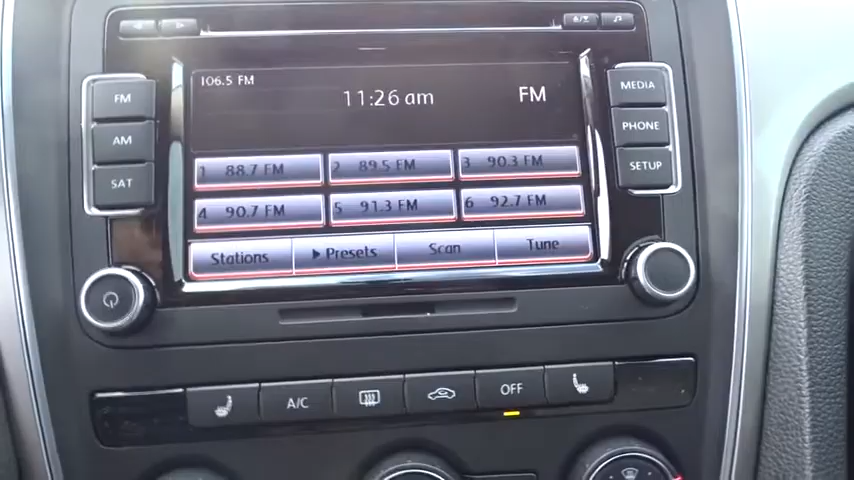 106.5 FM
11:26 am
FM
FM
AM
SAT
MEDIA
PHONE
SETUP
1 88.7 FM
2 89.5 FM
3 90.3 FM
4 90.7 FM
5 91.3 FM
6 92.7 FM
Stations
Presets
Scan
Tune
A/C
OFF